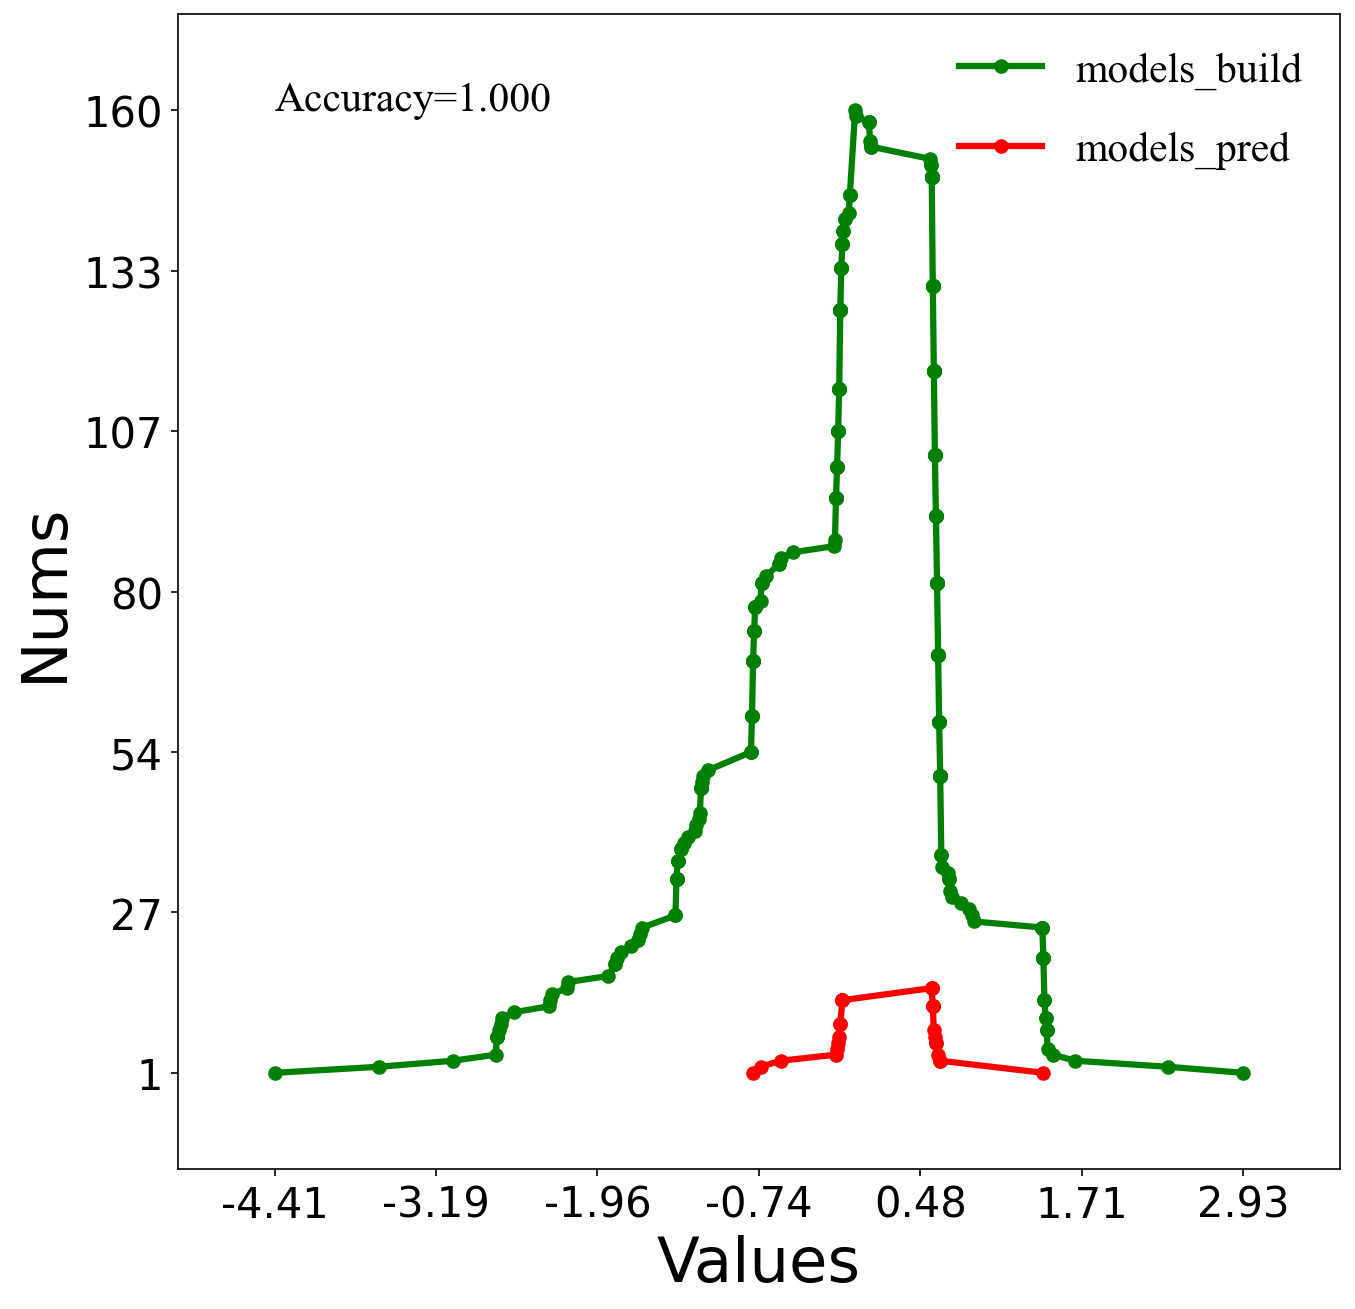 Accuracy=1.000
models_build
models_pred
160
133
107
80
54
27
1
Nums
-4.41 -3.19 -1.96 -0.74 0.48 1.71 2.93
Values